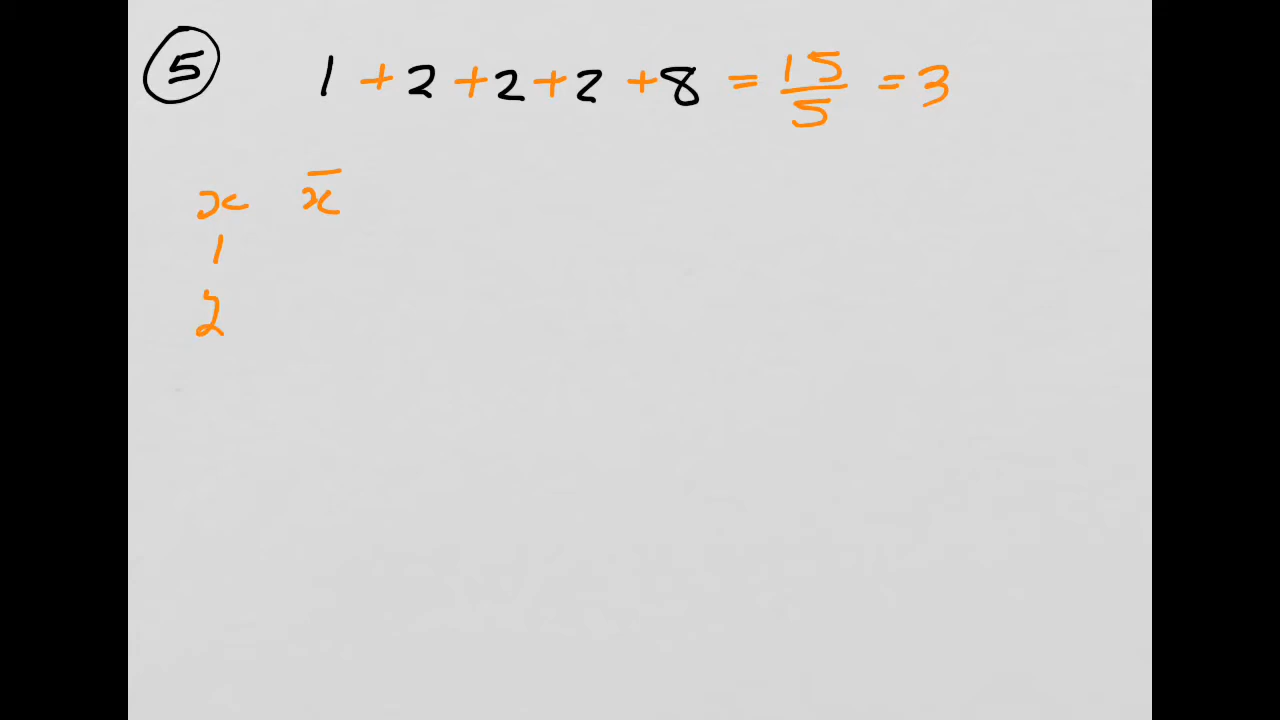 5 1 + 2 + 2 + 2 + 8 = 15/5 = 3
x x̄
1
2